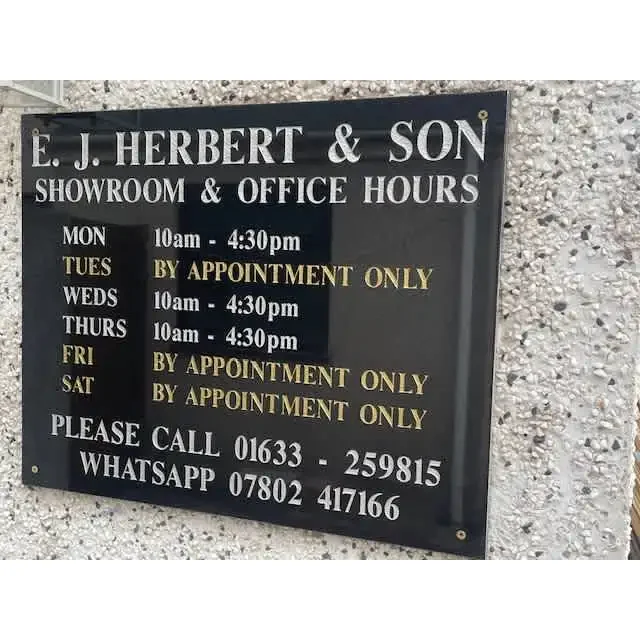 E. J. HERBERT & SON
SHOWROOM & OFFICE HOURS
MON 10am - 4:30pm
TUES BY APPOINTMENT ONLY
WEDS 10am - 4:30pm
THURS 10am - 4:30pm
FRI BY APPOINTMENT ONLY
SAT BY APPOINTMENT ONLY
PLEASE CALL 01633 - 259815
WHATSAPP 07802 417166